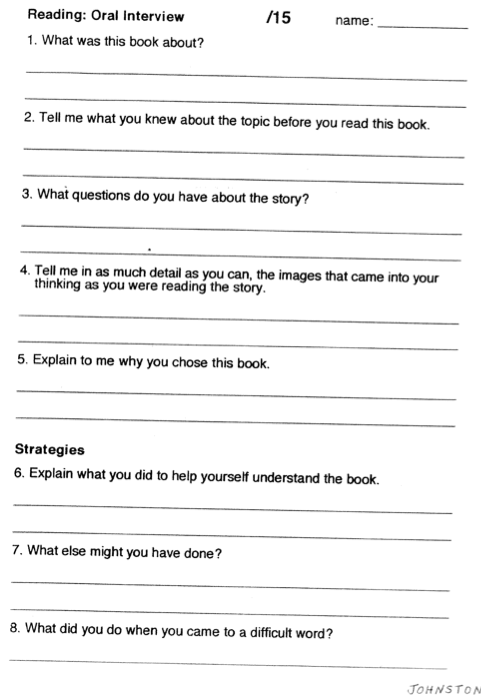 Reading: Oral Interview /15 name:
1. What was this book about?
2. Tell me what you knew about the topic before you read this book.
3. What questions do you have about the story?
4. Tell me in as much detail as you can, the images that came into your
thinking as you were reading the story.
5. Explain to me why you chose this book.
Strategies
6. Explain what you did to help yourself understand the book.
7. What else might you have done?
8. What did you do when you came to a difficult word?
JOHNSTON